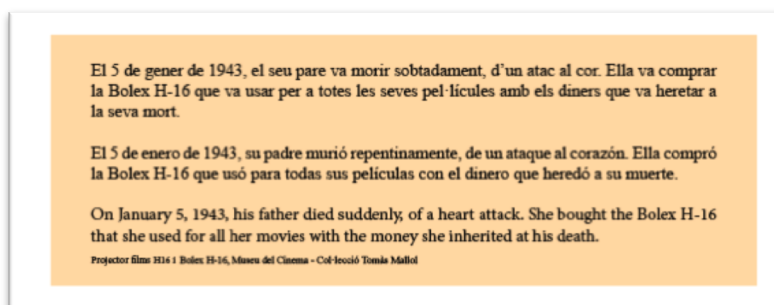 El 5 de gener de 1943, el seu pare va morir sobtadament, d'un atac al cor. Ella va comprar
la Bolex H-16 que va usar per a totes les seves pel·lícules amb els diners que va heretar a
la seva mort.
El 5 de enero de 1943, su padre murió repentinamente, de un ataque al corazón. Ella compró
la Bolex H-16 que usó para todas sus películas con el dinero que heredó a su muerte.
On January 5, 1943, his father died suddenly, of a heart attack. She bought the Bolex H-16
that she used for all her movies with the money she inherited at his death.
Projector films H16 i Bolex H-16, Museu del Cinema - Col·lecció Tomàs Mallol